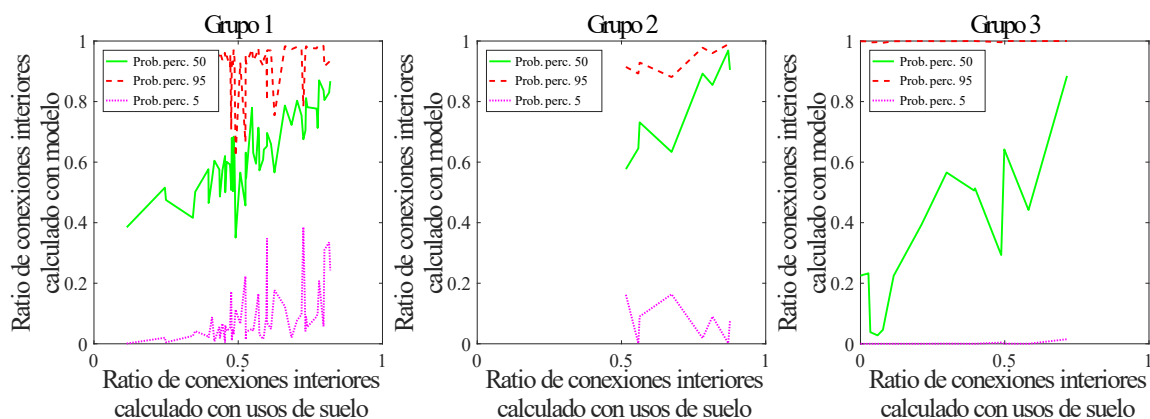 Grupo 1
Ratio de conexiones interiores
calculado con modelo
1
0.8
0.6
0.4
0.2
0
Prob. perc. 50
Prob. perc. 95
Prob. perc. 5
0
0.5
1
Ratio de conexiones interiores
calculado con usos de suelo
Grupo 2
Ratio de conexiones interiores
calculado con modelo
1
0.8
0.6
0.4
0.2
0
Prob. perc. 50
Prob. perc. 95
Prob. perc. 5
0
0.5
1
Ratio de conexiones interiores
calculado con usos de suelo
Grupo 3
Ratio de conexiones interiores
calculado con modelo
1
0.8
0.6
0.4
0.2
0
Prob. perc. 50
Prob. perc. 95
Prob. perc. 5
0
0.5
1
Ratio de conexiones interiores
calculado con usos de suelo